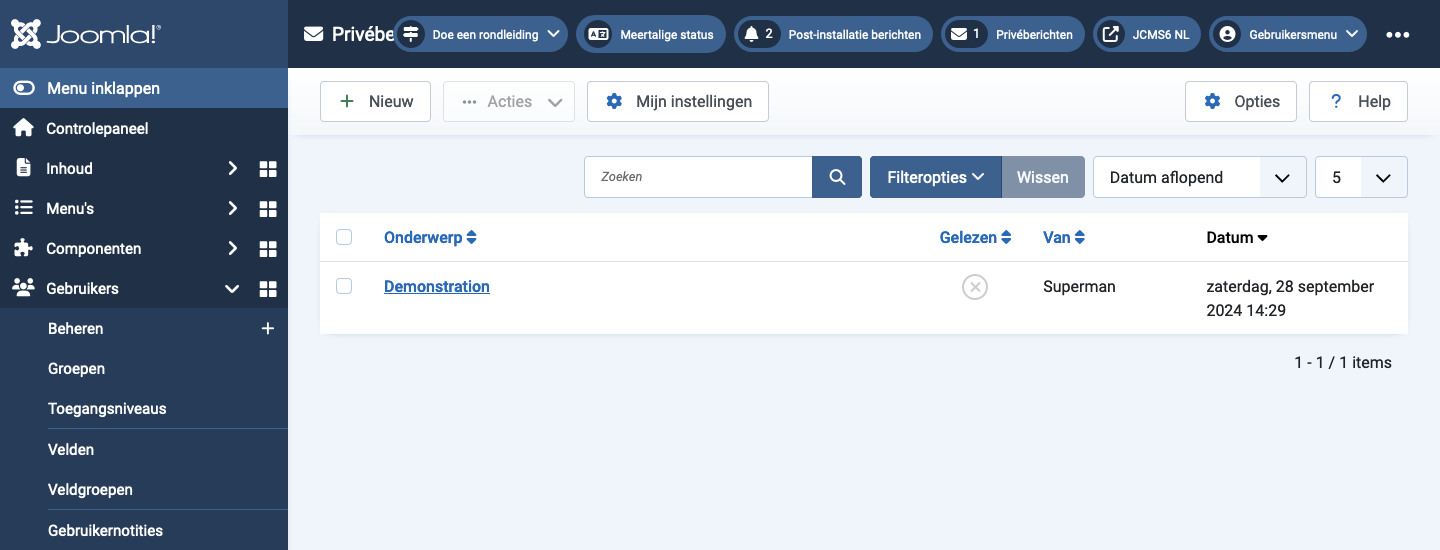 Joomla!®
Privébe
Doe een rondleiding
Meertalige status
2 Post-installatie berichten
1 Privéberichten
JCMS6 NL
Gebruikersmenu
Menu inklappen
Controlepaneel
Inhoud
Menu's
Componenten
Gebruikers
Beheren
Groepen
Toegangsniveaus
Velden
Veldgroepen
Gebruikernotities
Nieuw
Acties
Mijn instellingen
Opties
? Help
Zoeken
Filteropties
Wissen
Datum aflopend
5
Onderwerp
Gelezen
Van
Datum
Demonstration
Superman
zaterdag, 28 september
2024 14:29
1 - 1 / 1 items